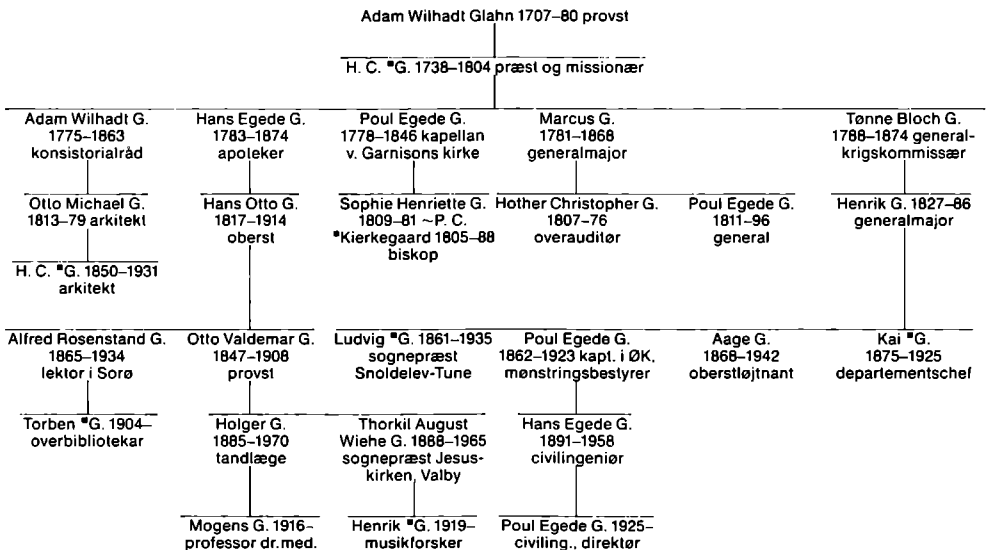 Adam Wilhadt Glahn 1707–80 provst
H. C. *G. 1738–1804 præst og missionær
Adam Wilhadt G.
1775–1863
konsistorialråd
Hans Egede G.
1783–1874
apoteker
Poul Egede G.
1778–1846 kapellan
v. Garnisons kirke
Marcus G.
1781–1868
generalmajor
Tønne Bloch G.
1788–1874 general-
krigskommissær
Otto Michael G.
1813–79 arkitekt
Hans Otto G.
1817–1914
oberst
Sophie Henriette G.
1809–81 ~P. C.
*Kierkegaard 1805–88
biskop
Hother Christopher G.
1807–76
overauditør
Poul Egede G.
1811–96
general
Henrik G. 1827–86
generalmajor
H. C. *G. 1850–1931
arkitekt
Alfred Rosenstand G.
1865–1934
lektor i Sorø
Otto Valdemar G.
1847–1908
provst
Ludvig *G. 1861–1935
sognepræst
Snoldelev-Tune
Poul Egede G.
1862–1923 kapt. i ØK,
mønstringsbestyrer
Aage G.
1868–1942
oberstløjtnant
Kai *G.
1875–1925
departementschef
Torben *G. 1904–
overbibliotekar
Holger G.
1885–1970
tandlæge
Thorkil August
Wiehe G. 1888–1965
sognepræst Jesus-
kirken, Valby
Hans Egede G.
1891–1958
civilingeniør
Mogens G. 1916–
professor dr.med.
Henrik *G. 1919–
musikforsker
Poul Egede G. 1925–
civiling., direktør